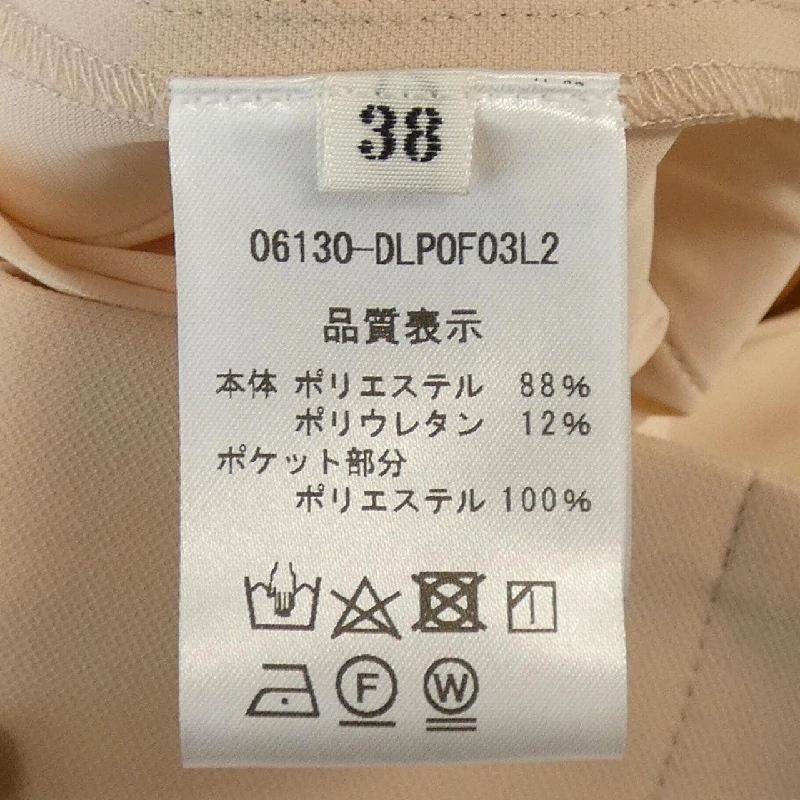 38
06130-DLP0F03L2
品質表示
本体 ポリエステル 88%
ポリウレタン 12%
ポケット部分
ポリエステル 100%
F
W